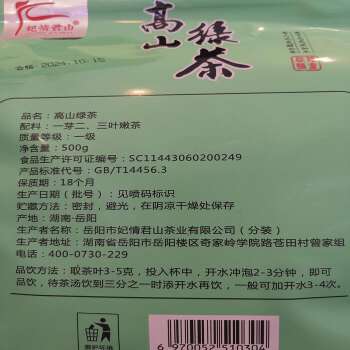 妃情君山
高山
绿茶
合格 2024.10.15
品名：高山绿茶
配料：一芽二、三叶嫩茶
质量等级：一级
净含量：500g
食品生产许可证编号：SC11443060200249
产品标准代号：GB/T14456.3
保质期：18个月
生产日期（批号）：见喷码标识
贮藏方法：密封，避光，在阴凉干燥处保存
产地：湖南·岳阳
生产者名称：岳阳市妃情君山茶业有限公司（分装）
生产者地址：湖南省岳阳市岳阳楼区奇家岭学院路苍田村曾家组
电话：400-0730-229
品饮方法：取茶叶3-5克，投入杯中，开水冲泡2-3分钟，即可
品饮，待茶汤饮到三分之一时添开水再饮，一般可加开水3-4次。
6 970052 510304